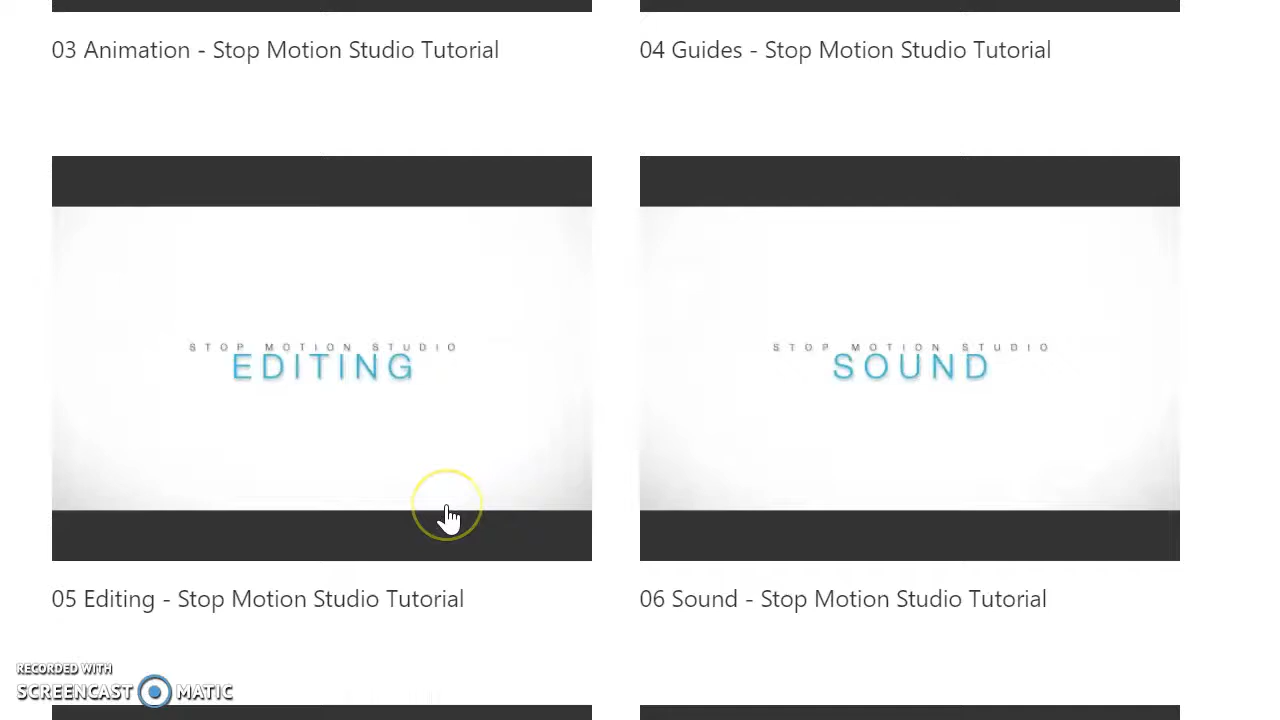 03 Animation - Stop Motion Studio Tutorial
04 Guides - Stop Motion Studio Tutorial
STOP MOTION STUDIO
EDITING
STOP MOTION STUDIO
SOUND
05 Editing - Stop Motion Studio Tutorial
06 Sound - Stop Motion Studio Tutorial
RECORDED WITH
SCREENCAST MATIC